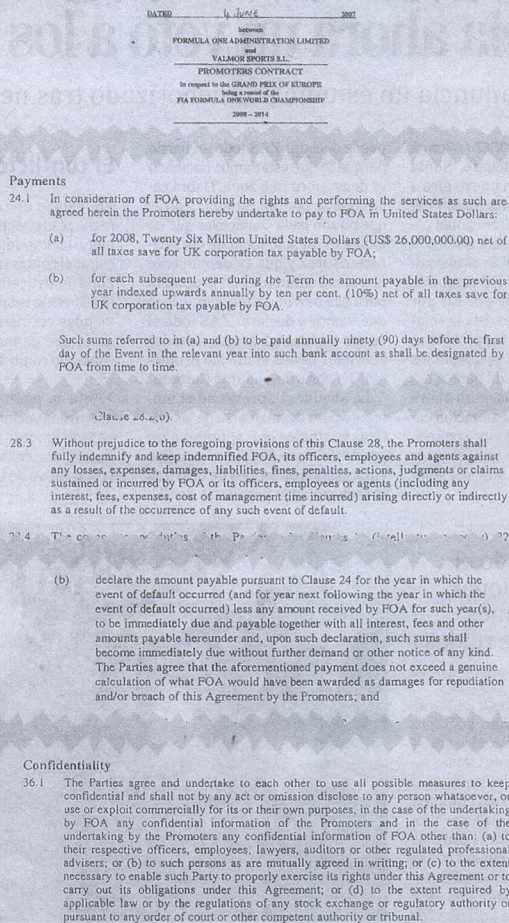 DATED 4 JUNE 2007
between
FORMULA ONE ADMINISTRATION LIMITED
and
VALMOR SPORTS S.L.
PROMOTERS CONTRACT
In respect to the GRAND PRIX OF EUROPE
being a round of the
FIA FORMULA ONE WORLD CHAMPIONSHIP
2008 – 2014
Payments
24.1 In consideration of FOA providing the rights and performing the services as such are
agreed herein the Promoters hereby undertake to pay to FOA in United States Dollars:
(a) for 2008, Twenty Six Million United States Dollars (US$ 26,000,000.00) net of
all taxes save for UK corporation tax payable by FOA;
(b) for each subsequent year during the Term the amount payable in the previous
year indexed upwards annually by ten per cent. (10%) net of all taxes save for
UK corporation tax payable by FOA.
Such sums referred to in (a) and (b) to be paid annually ninety (90) days before the first
day of the Event in the relevant year into such bank account as shall be designated by
FOA from time to time.
Clause
28.3 Without prejudice to the foregoing provisions of this Clause 28, the Promoters shall
fully indemnify and keep indemnified FOA, its officers, employees and agents against
any losses, expenses, damages, liabilities, fines, penalties, actions, judgments or claims
sustained or incurred by FOA or its officers, employees or agents (including any
interest, fees, expenses, cost of management time incurred) arising directly or indirectly
as a result of the occurrence of any such event of default.
(b) declare the amount payable pursuant to Clause 24 for the year in which the
event of default occurred (and for year next following the year in which the
event of default occurred) less any amount received by FOA for such year(s),
to be immediately due and payable together with all interest, fees and other
amounts payable hereunder and, upon such declaration, such sums shall
become immediately due without further demand or other notice of any kind.
The Parties agree that the aforementioned payment does not exceed a genuine
calculation of what FOA would have been awarded as damages for repudiation
and/or breach of this Agreement by the Promoters; and
Confidentiality
36.1 The Parties agree and undertake to each other to use all possible measures to keep
confidential and shall not by any act or omission disclose to any person whatsoever, or
use or exploit commercially for its or their own purposes, in the case of the undertaking
by FOA any confidential information of the Promoters and in the case of the
undertaking by the Promoters any confidential information of FOA other than: (a) to
their respective officers, employees, lawyers, auditors or other regulated professional
advisers; or (b) to such persons as are mutually agreed in writing; or (c) to the extent
necessary to enable such Party to properly exercise its rights under this Agreement or to
carry out its obligations under this Agreement; or (d) to the extent required by
applicable law or by the regulations of any stock exchange or regulatory authority or
pursuant to any order of court or other competent authority or tribunal.